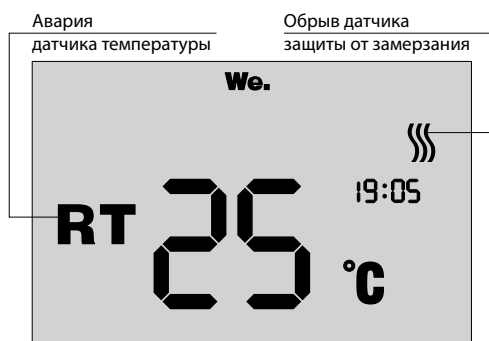 Авария
датчика температуры
Обрыв датчика
защиты от замерзания
We.
19:05
RT 25 °C